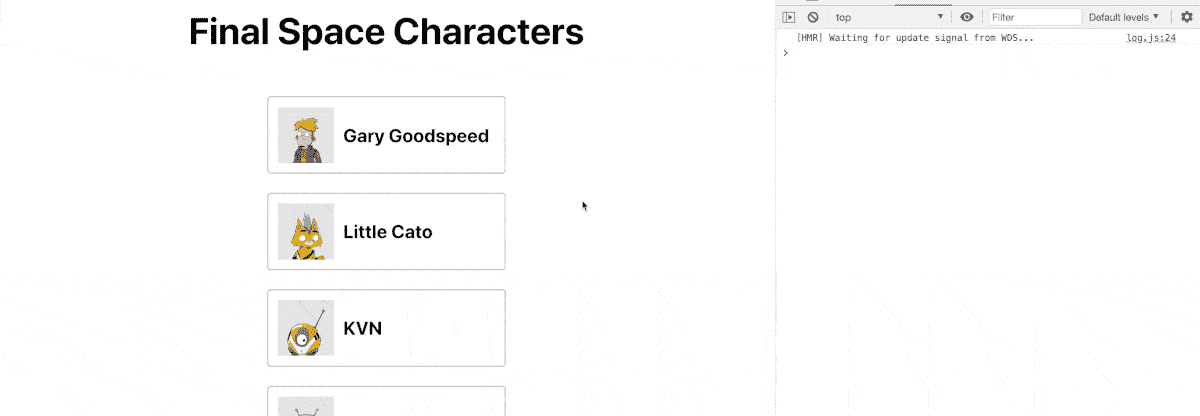 Final Space Characters
Gary Goodspeed
Little Cato
KVN
top
Filter
Default levels
[HMR] Waiting for update signal from WDS...
log.js:24